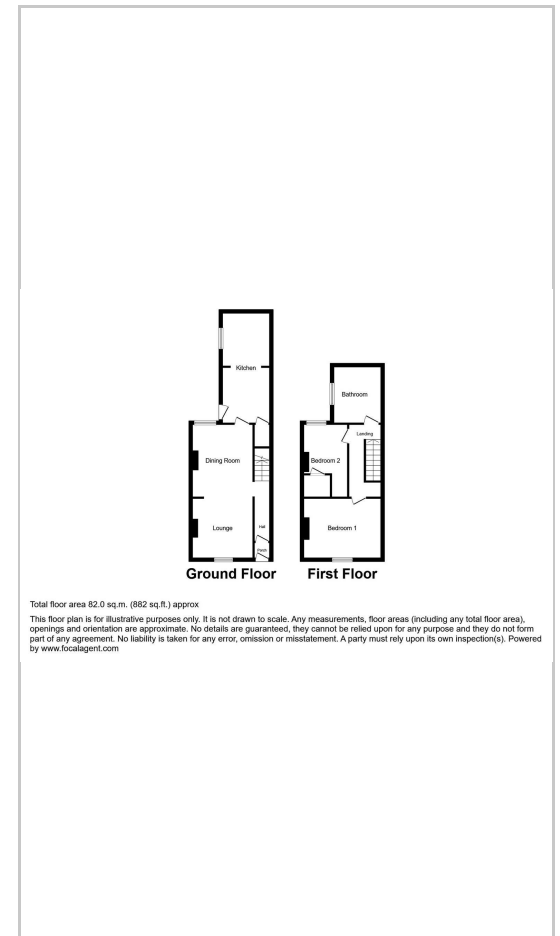 Kitchen
Bathroom
Landing
Dining Room
Bedroom 2
Lounge
Hall
Bedroom 1
Porch
Ground Floor
First Floor
Total floor area 82.0 sq.m. (882 sq.ft.) approx
This floor plan is for illustrative purposes only. It is not drawn to scale. Any measurements, floor areas (including any total floor area),
openings and orientation are approximate. No details are guaranteed, they cannot be relied upon for any purpose and they do not form
part of any agreement. No liability is taken for any error, omission or misstatement. A party must rely upon its own inspection(s). Powered
by www.focalagent.com